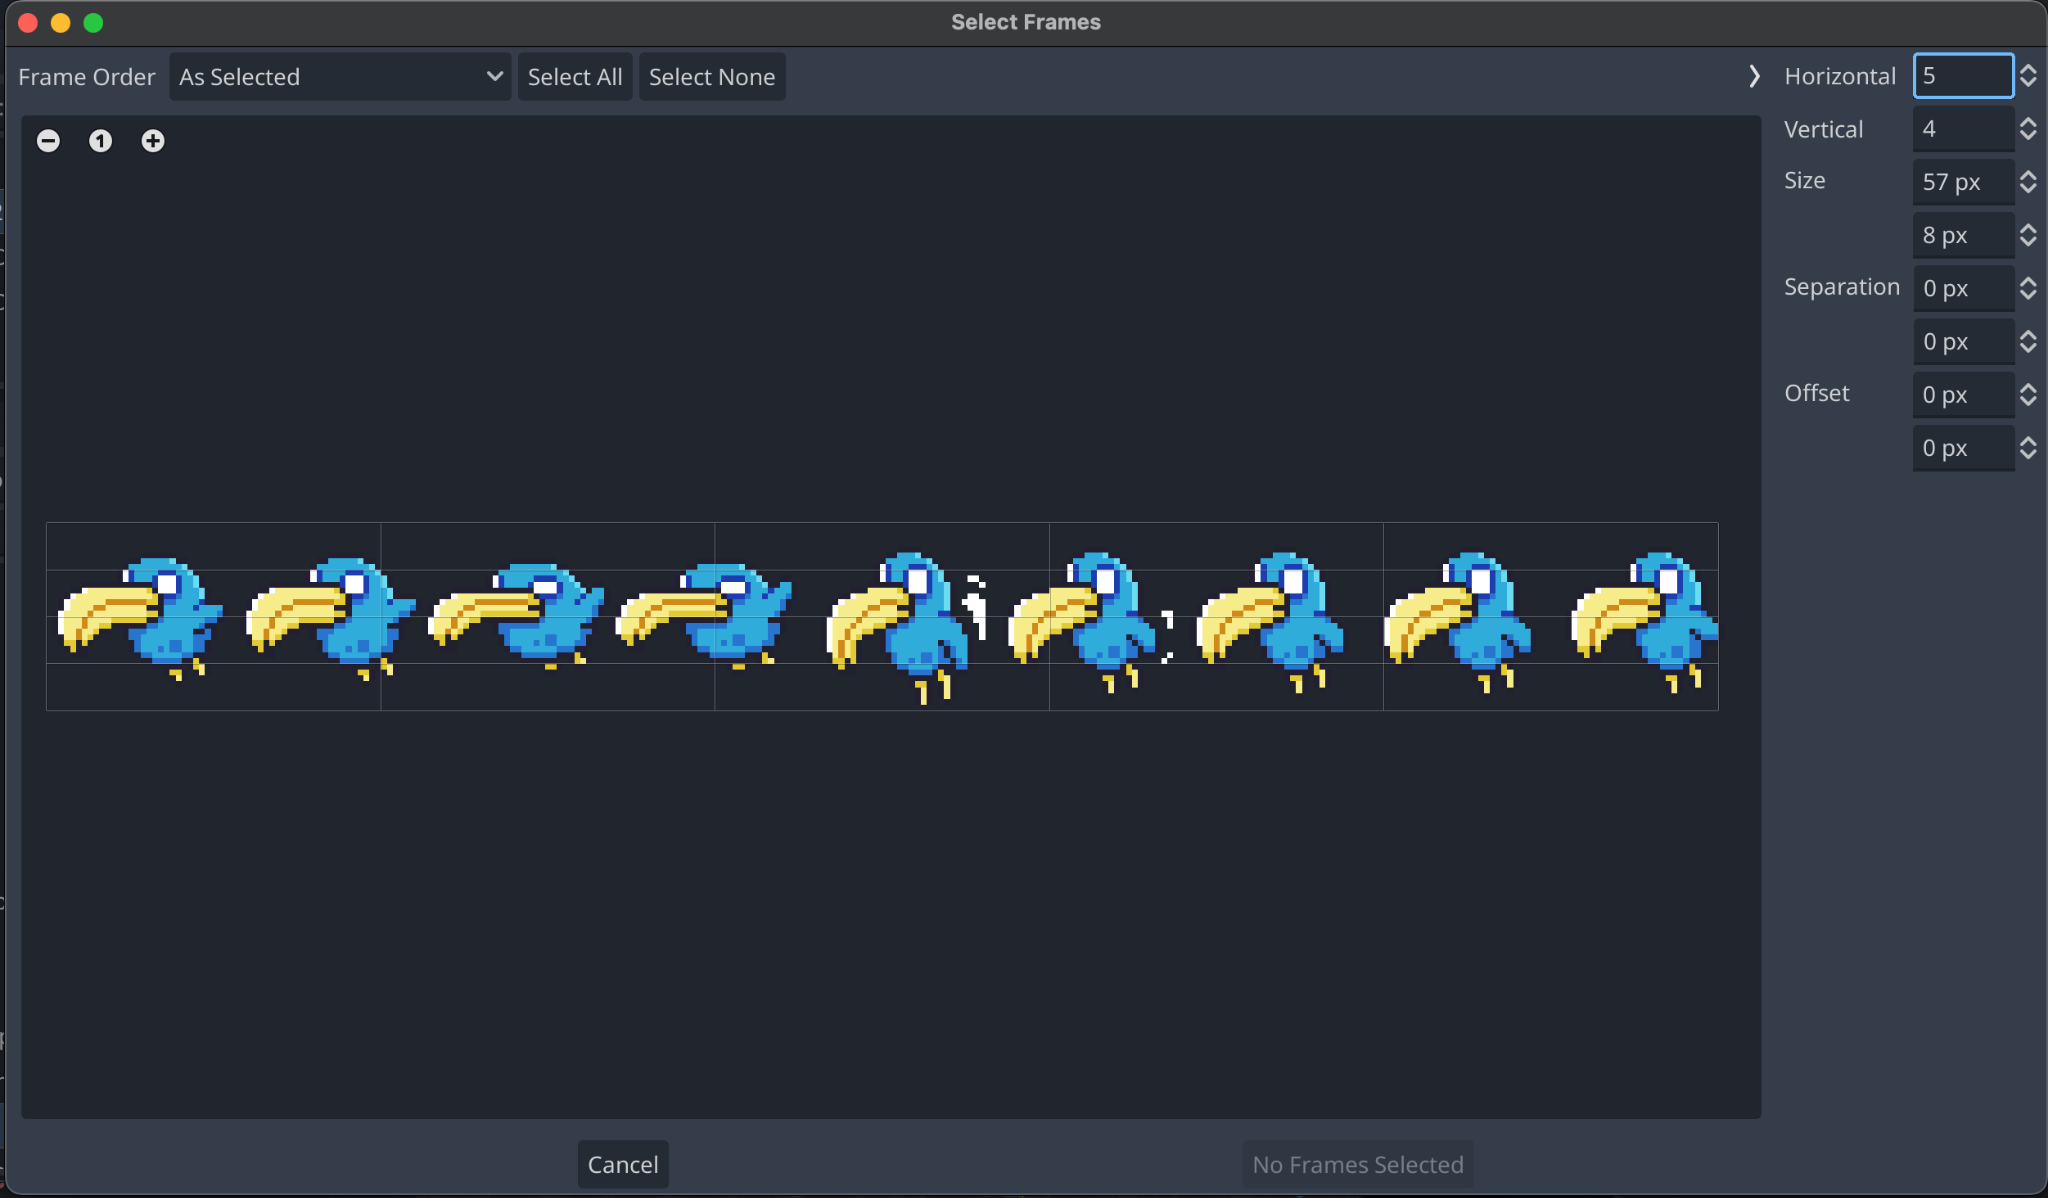 Select Frames
Frame Order As Selected Select All Select None
Horizontal 5
1
Vertical 4
Size 57 px
8 px
Separation 0 px
0 px
Offset 0 px
0 px
Cancel No Frames Selected